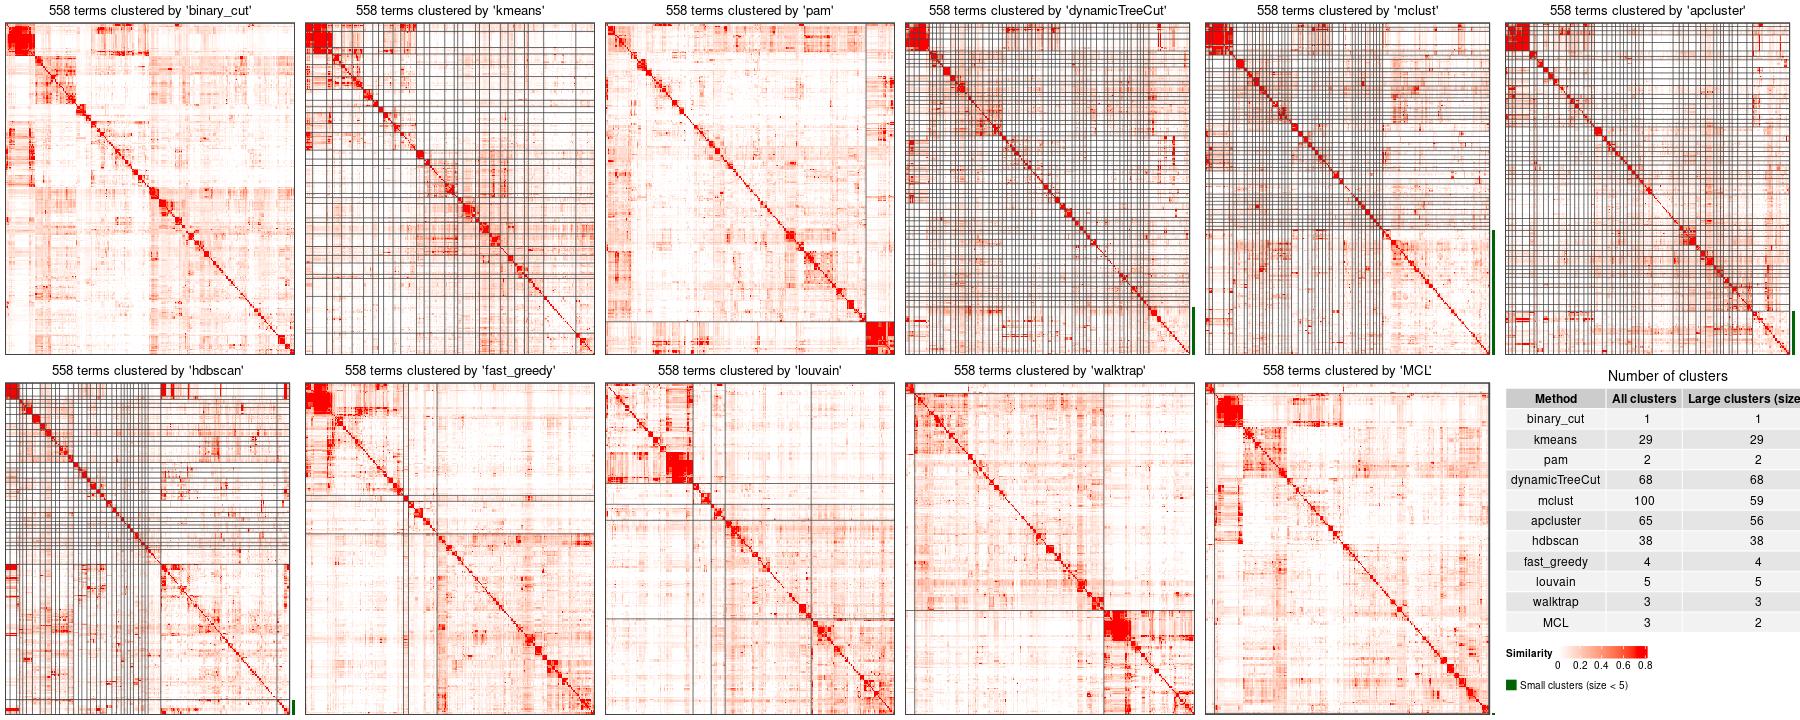 558 terms clustered by 'binary_cut'
558 terms clustered by 'kmeans'
558 terms clustered by 'pam'
558 terms clustered by 'dynamicTreeCut'
558 terms clustered by 'mclust'
558 terms clustered by 'apcluster'
558 terms clustered by 'hdbscan'
558 terms clustered by 'fast_greedy'
558 terms clustered by 'louvain'
558 terms clustered by 'walktrap'
558 terms clustered by 'MCL'
Number of clusters
Method All clusters Large clusters (size
binary_cut 1 1
kmeans 29 29
pam 2 2
dynamicTreeCut 68 68
mclust 100 59
apcluster 65 56
hdbscan 38 38
fast_greedy 4 4
louvain 5 5
walktrap 3 3
MCL 3 2
Similarity
0 0.2 0.4 0.6 0.8
Small clusters (size < 5)